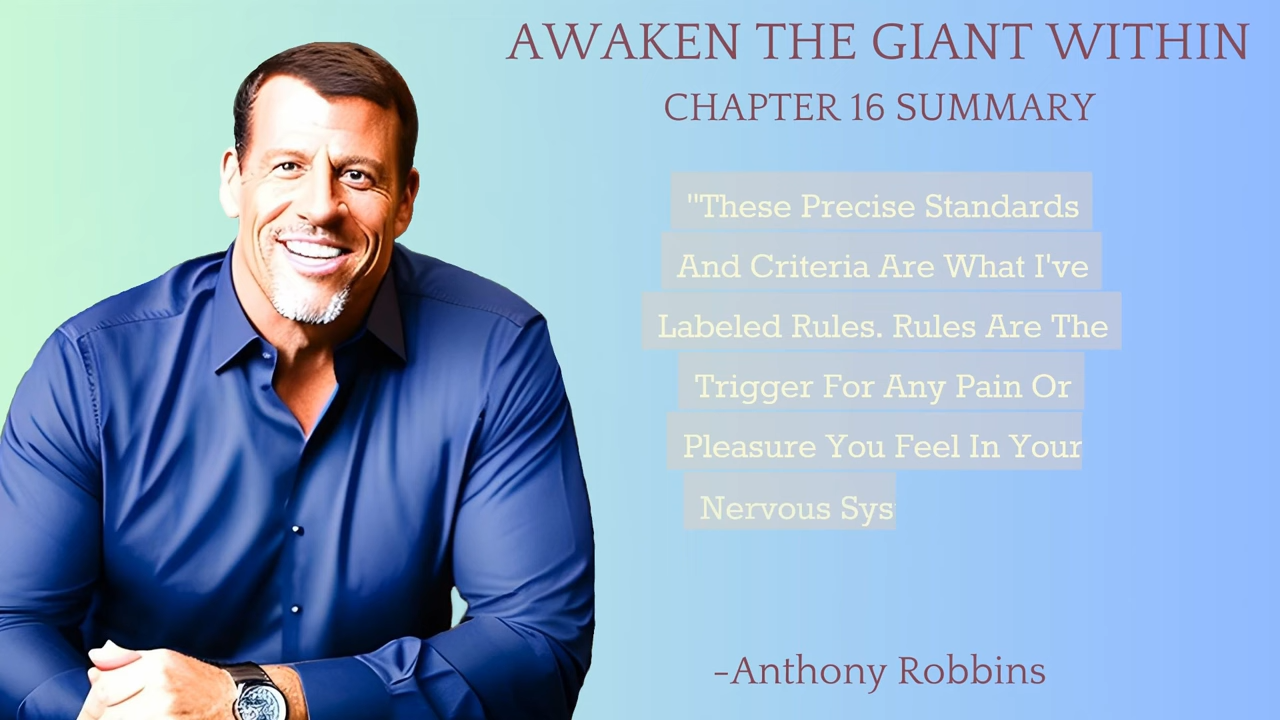 AWAKEN THE GIANT WITHIN
CHAPTER 16 SUMMARY
"These Precise Standards
And Criteria Are What I've
Labeled Rules. Rules Are The
Trigger For Any Pain Or
Pleasure You Feel In Your
Nervous Sys
-Anthony Robbins